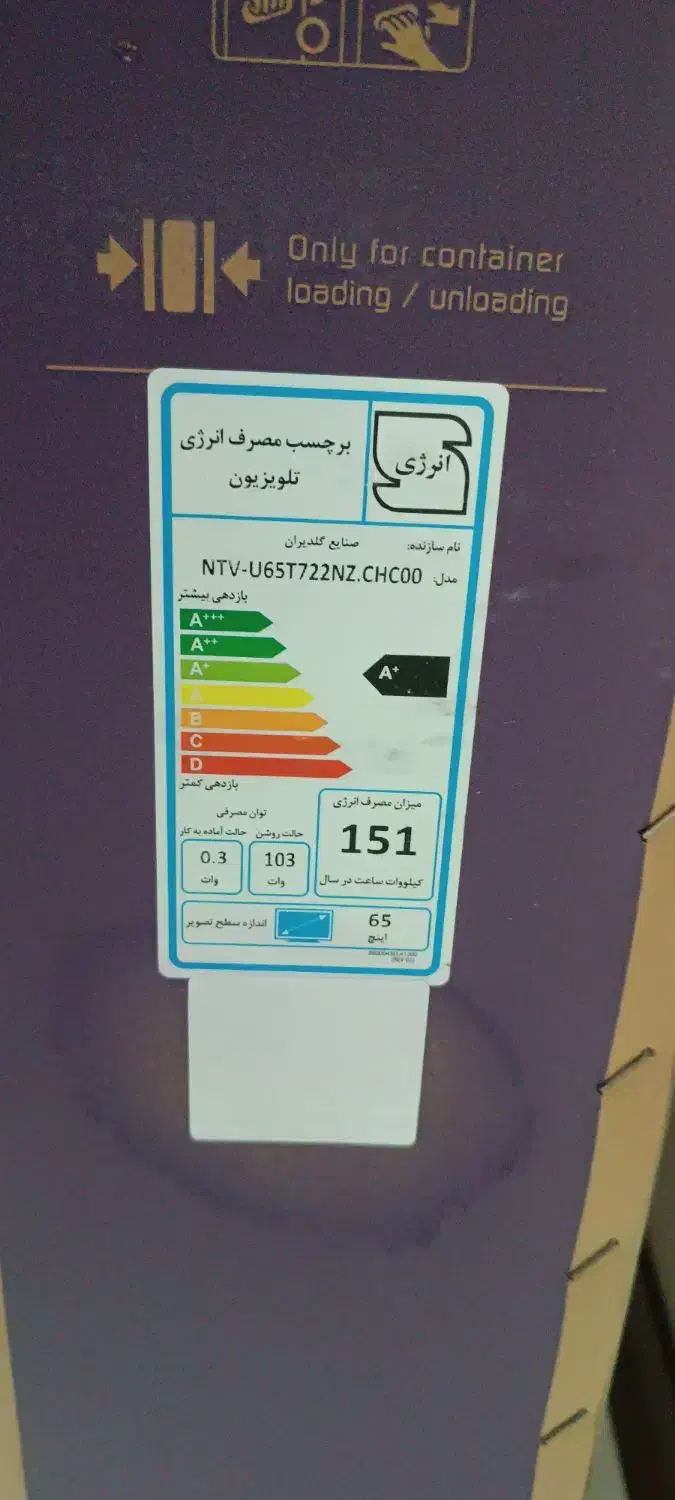 Only for container
loading / unloading
برچسب مصرف انرژی
تلویزیون
انرژی
نام سازنده: صنایع گلدیران
مدل: NTV-U65T722NZ.CHC00
بازدهی بیشتر
A+++
A++
A+
A+
A
B
C
D
بازدهی کمتر
میزان مصرف انرژی
151
کیلووات ساعت در سال
توان مصرفی
حالت روشن حالت آماده به کار
103
وات
0.3
وات
اندازه سطح تصویر
65
اینچ